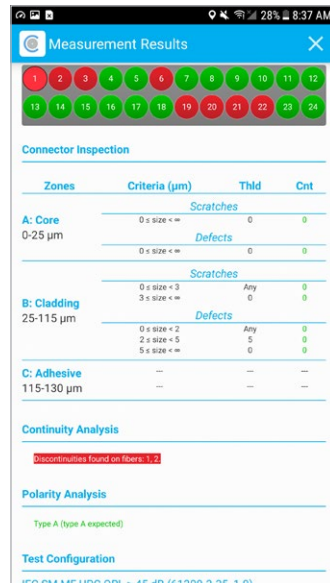 28% 8:37 AM
Measurement Results
1 2 3 4 5 6 7 8 9 10 11 12
13 14 15 16 17 18 19 20 21 22 23 24
Connector Inspection
Zones Criteria (μm) Thld Cnt
Scratches
A: Core 0 ≤ size < ∞ 0 0
0-25 μm Defects
0 ≤ size < ∞ 0 0
Scratches
0 ≤ size < 3 Any 0
B: Cladding 3 ≤ size < ∞ 0 0
25-115 μm Defects
0 ≤ size < 2 Any 0
2 ≤ size < 5 5 0
5 ≤ size < ∞ 0 0
C: Adhesive --- --- ---
115-130 μm
Continuity Analysis
Discontinuities found on fibers: 1, 2,
Polarity Analysis
Type A (type A expected)
Test Configuration